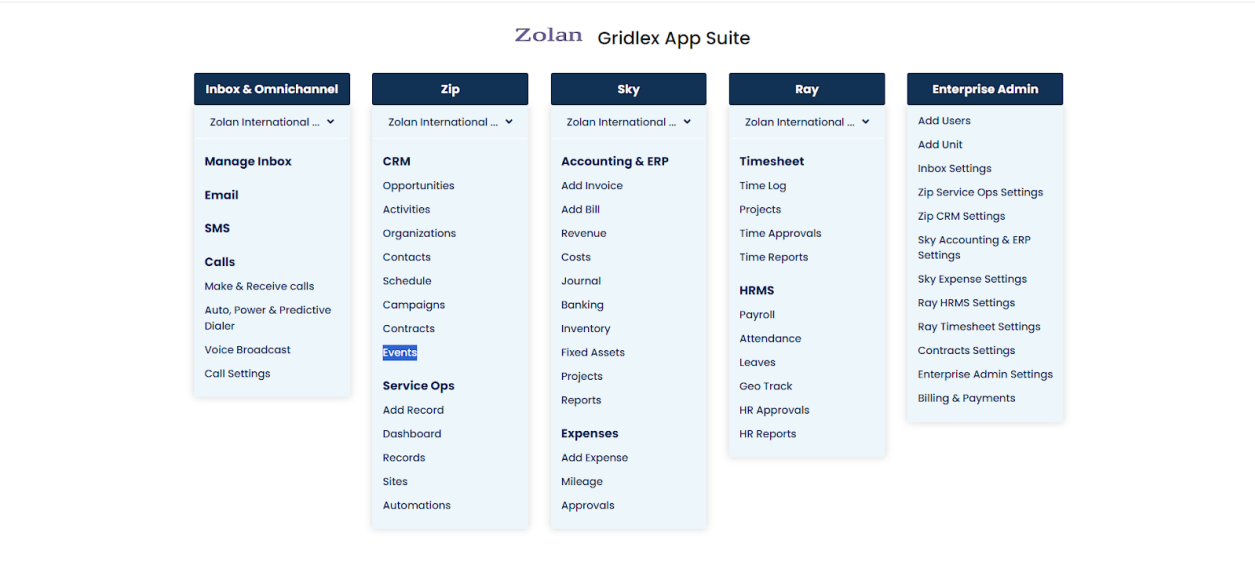 Zolan Gridlex App Suite
Inbox & Omnichannel
Zolan International ...
Manage Inbox
Email
SMS
Calls
Make & Receive calls
Auto, Power & Predictive
Dialer
Voice Broadcast
Call Settings
Zip
Zolan International ...
CRM
Opportunities
Activities
Organizations
Contacts
Schedule
Campaigns
Contracts
Events
Service Ops
Add Record
Dashboard
Records
Sites
Automations
Sky
Zolan International ...
Accounting & ERP
Add Invoice
Add Bill
Revenue
Costs
Journal
Banking
Inventory
Fixed Assets
Projects
Reports
Expenses
Add Expense
Mileage
Approvals
Ray
Zolan International ...
Timesheet
Time Log
Projects
Time Approvals
Time Reports
HRMS
Payroll
Attendance
Leaves
Geo Track
HR Approvals
HR Reports
Enterprise Admin
Add Users
Add Unit
Inbox Settings
Zip Service Ops Settings
Zip CRM Settings
Sky Accounting & ERP
Settings
Sky Expense Settings
Ray HRMS Settings
Ray Timesheet Settings
Contracts Settings
Enterprise Admin Settings
Billing & Payments